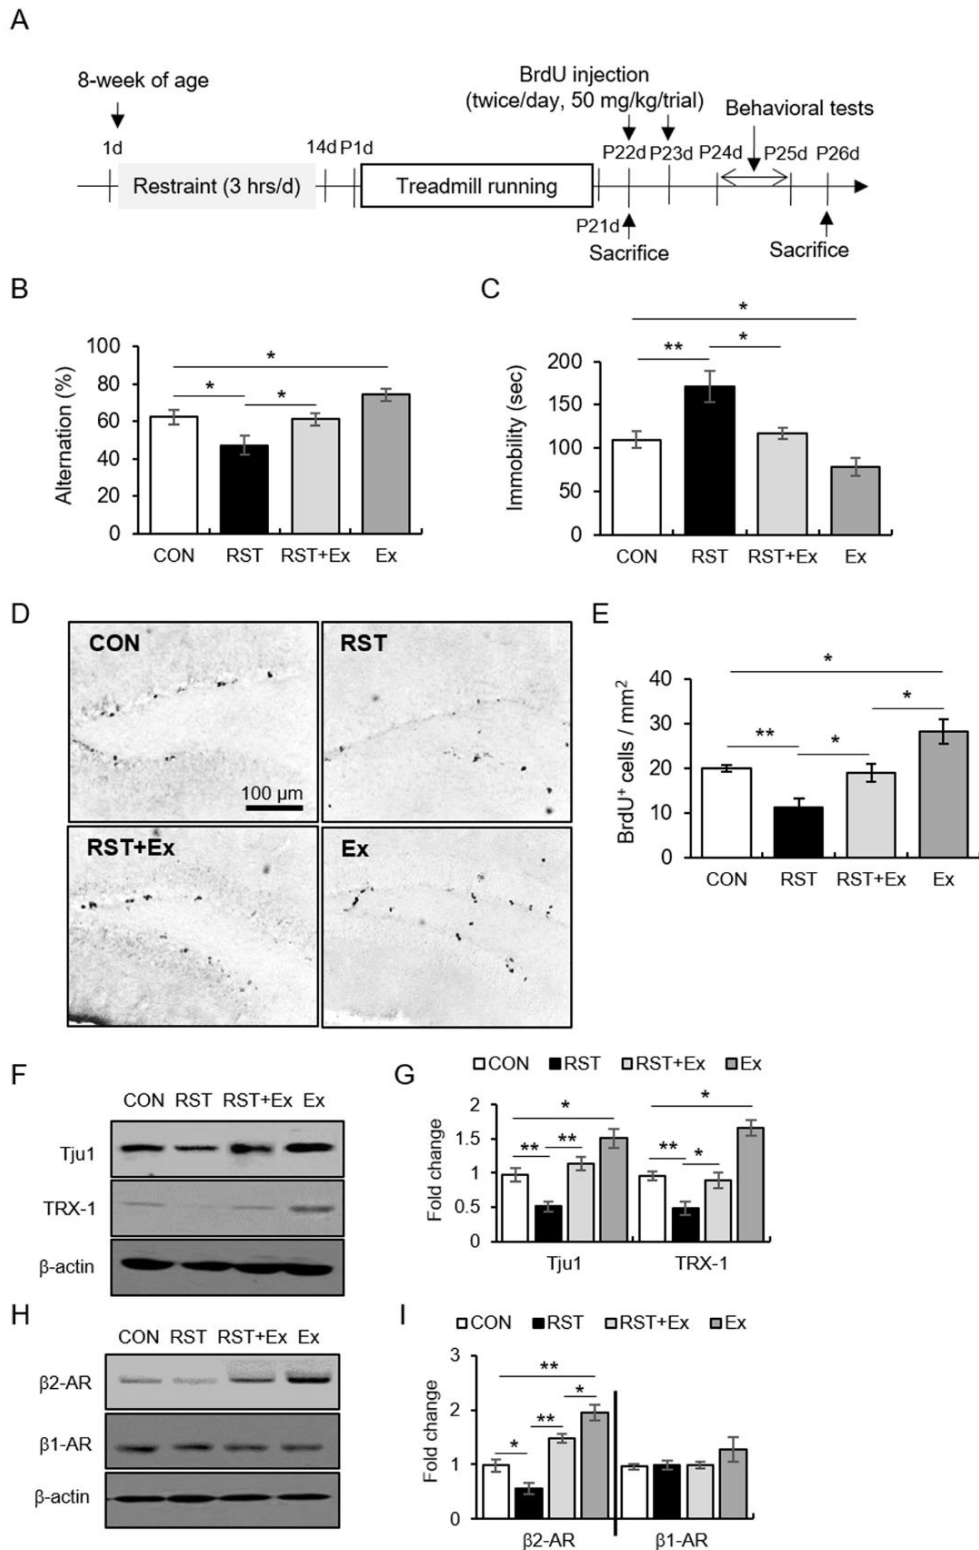 A
8-week of age
BrdU injection
(twice/day, 50 mg/kg/trial)
Behavioral tests
1d
14d P1d
P22d P23d P24d P25d P26d
Restraint (3 hrs/d)
Treadmill running
P21d
Sacrifice
Sacrifice
B
Alternation (%)
100
80
60
40
20
0
*
*
*
CON RST RST+Ex Ex
C
Immobility (sec)
200
150
100
50
0
*
**
*
CON RST RST+Ex Ex
D
CON
RST
100 μm
RST+Ex
Ex
E
BrdU+ cells / mm2
40
30
20
10
0
*
*
**
*
CON RST RST+Ex Ex
F
CON RST RST+Ex Ex
Tju1
TRX-1
β-actin
G
CON RST RST+Ex Ex
Fold change
2
1.5
1
0.5
0
*
** **
*
** *
Tju1 TRX-1
H
CON RST RST+Ex Ex
β2-AR
β1-AR
β-actin
I
CON RST RST+Ex Ex
Fold change
3
2
1
0
**
*
**
*
β2-AR β1-AR